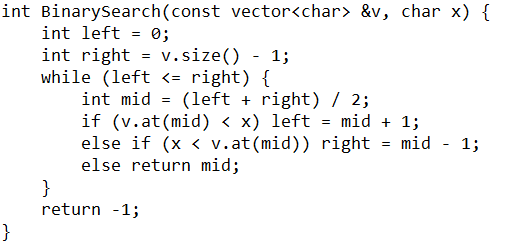 int BinarySearch(const vector<char> &v, char x) {
    int left = 0;
    int right = v.size() - 1;
    while (left <= right) {
        int mid = (left + right) / 2;
        if (v.at(mid) < x) left = mid + 1;
        else if (x < v.at(mid)) right = mid - 1;
        else return mid;
    }
    return -1;
}